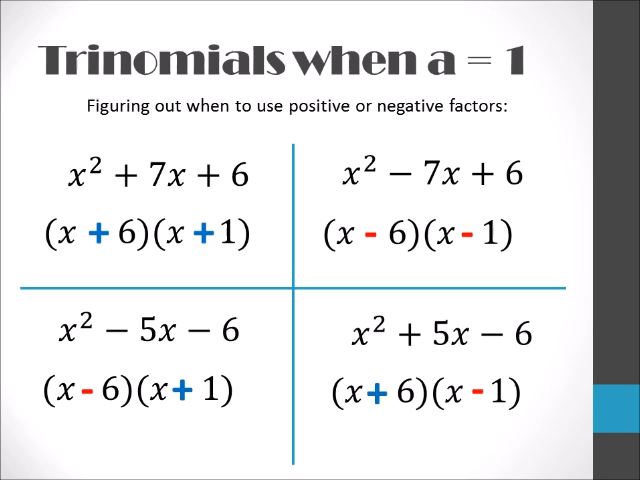 Trinomials when a = 1
Figuring out when to use positive or negative factors:
x² + 7x + 6
(x + 6)(x + 1)
x² − 7x + 6
(x - 6)(x - 1)
x² − 5x − 6
(x - 6)(x + 1)
x² + 5x − 6
(x + 6)(x - 1)